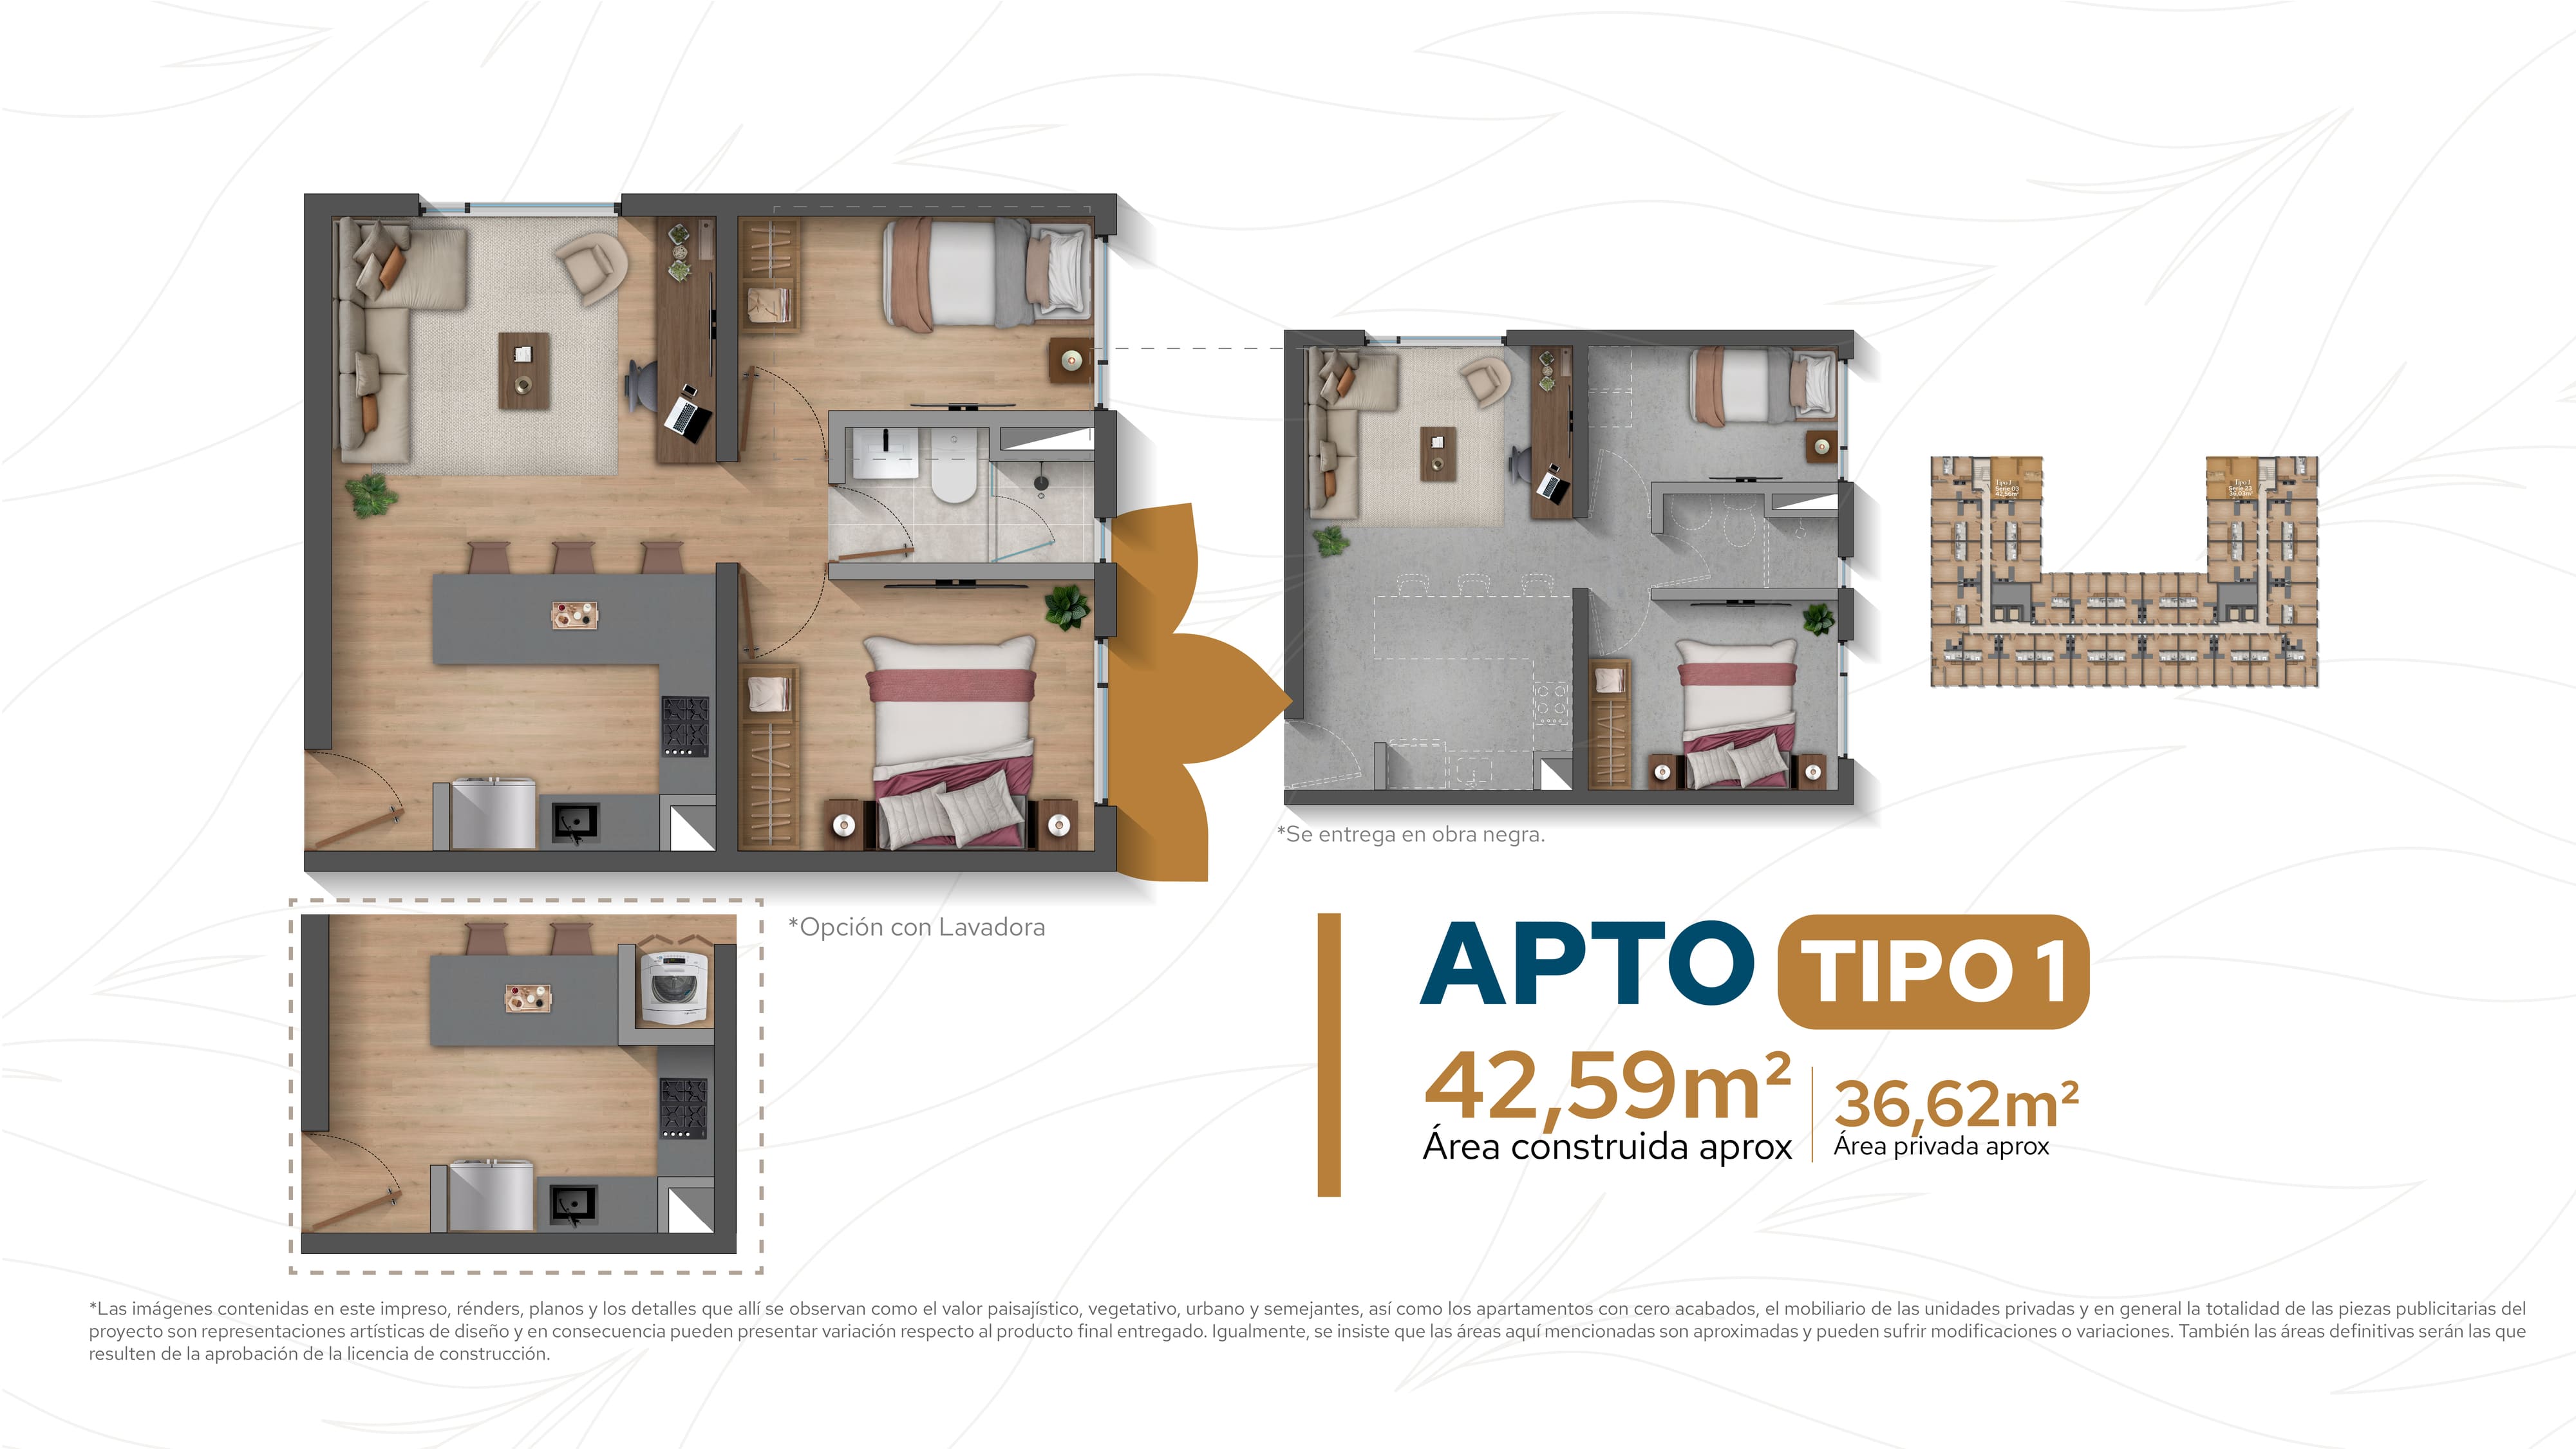 *Se entrega en obra negra.
*Opción con Lavadora
APTO TIPO 1
42,59m²
Área construida aprox
36,62m²
Área privada aprox
*Las imágenes contenidas en este impreso, rénders, planos y los detalles que allí se observan como el valor paisajístico, vegetativo, urbano y semejantes, así como los apartamentos con cero acabados, el mobiliario de las unidades privadas y en general la totalidad de las piezas publicitarias del
proyecto son representaciones artísticas de diseño y en consecuencia pueden presentar variación respecto al producto final entregado. Igualmente, se insiste que las áreas aquí mencionadas son aproximadas y pueden sufrir modificaciones o variaciones. También las áreas definitivas serán las que
resulten de la aprobación de la licencia de construcción.